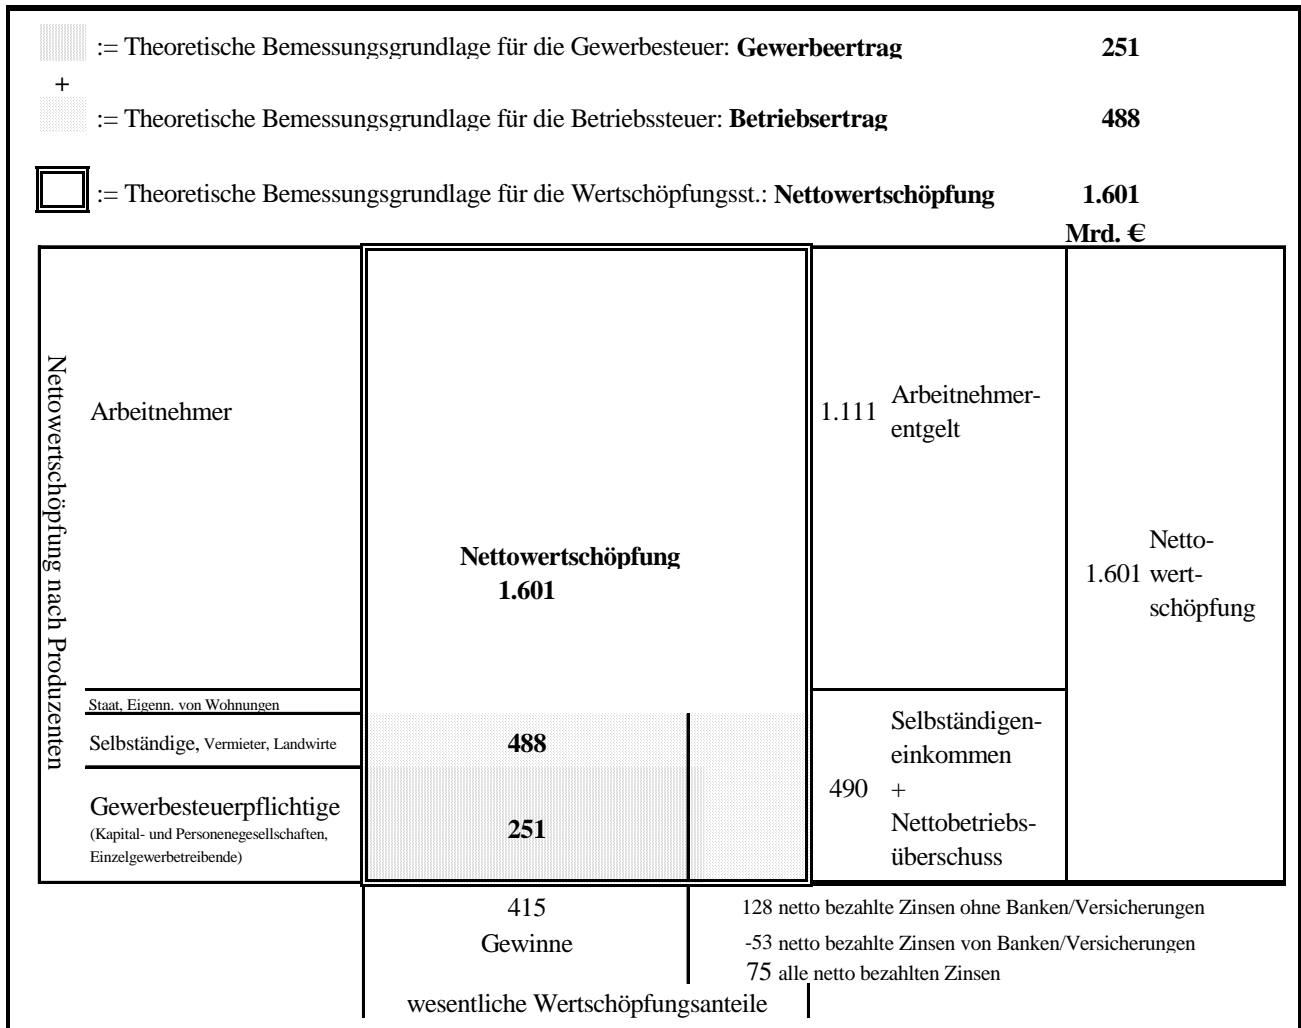 := Theoretische Bemessungsgrundlage für die Gewerbesteuer: Gewerbeertrag 251
+
:= Theoretische Bemessungsgrundlage für die Betriebssteuer: Betriebsertrag 488
:= Theoretische Bemessungsgrundlage für die Wertschöpfungsst.: Nettowertschöpfung 1.601
Mrd. €
Nettowertschöpfung nach Produzenten
Arbeitnehmer
Nettowertschöpfung
1.601
1.111 Arbeitnehmer-
entgelt
1.601 Netto-
wert-
schöpfung
Staat, Eigenn. von Wohnungen
Selbständige, Vermieter, Landwirte
488
Gewerbesteuerpflichtige
(Kapital- und Personenegesellschaften,
Einzelgewerbetreibende)
251
490 Selbständigen-
einkommen
+
Nettobetriebs-
überschuss
415
Gewinne
128 netto bezahlte Zinsen ohne Banken/Versicherungen
-53 netto bezahlte Zinsen von Banken/Versicherungen
75 alle netto bezahlten Zinsen
wesentliche Wertschöpfungsanteile